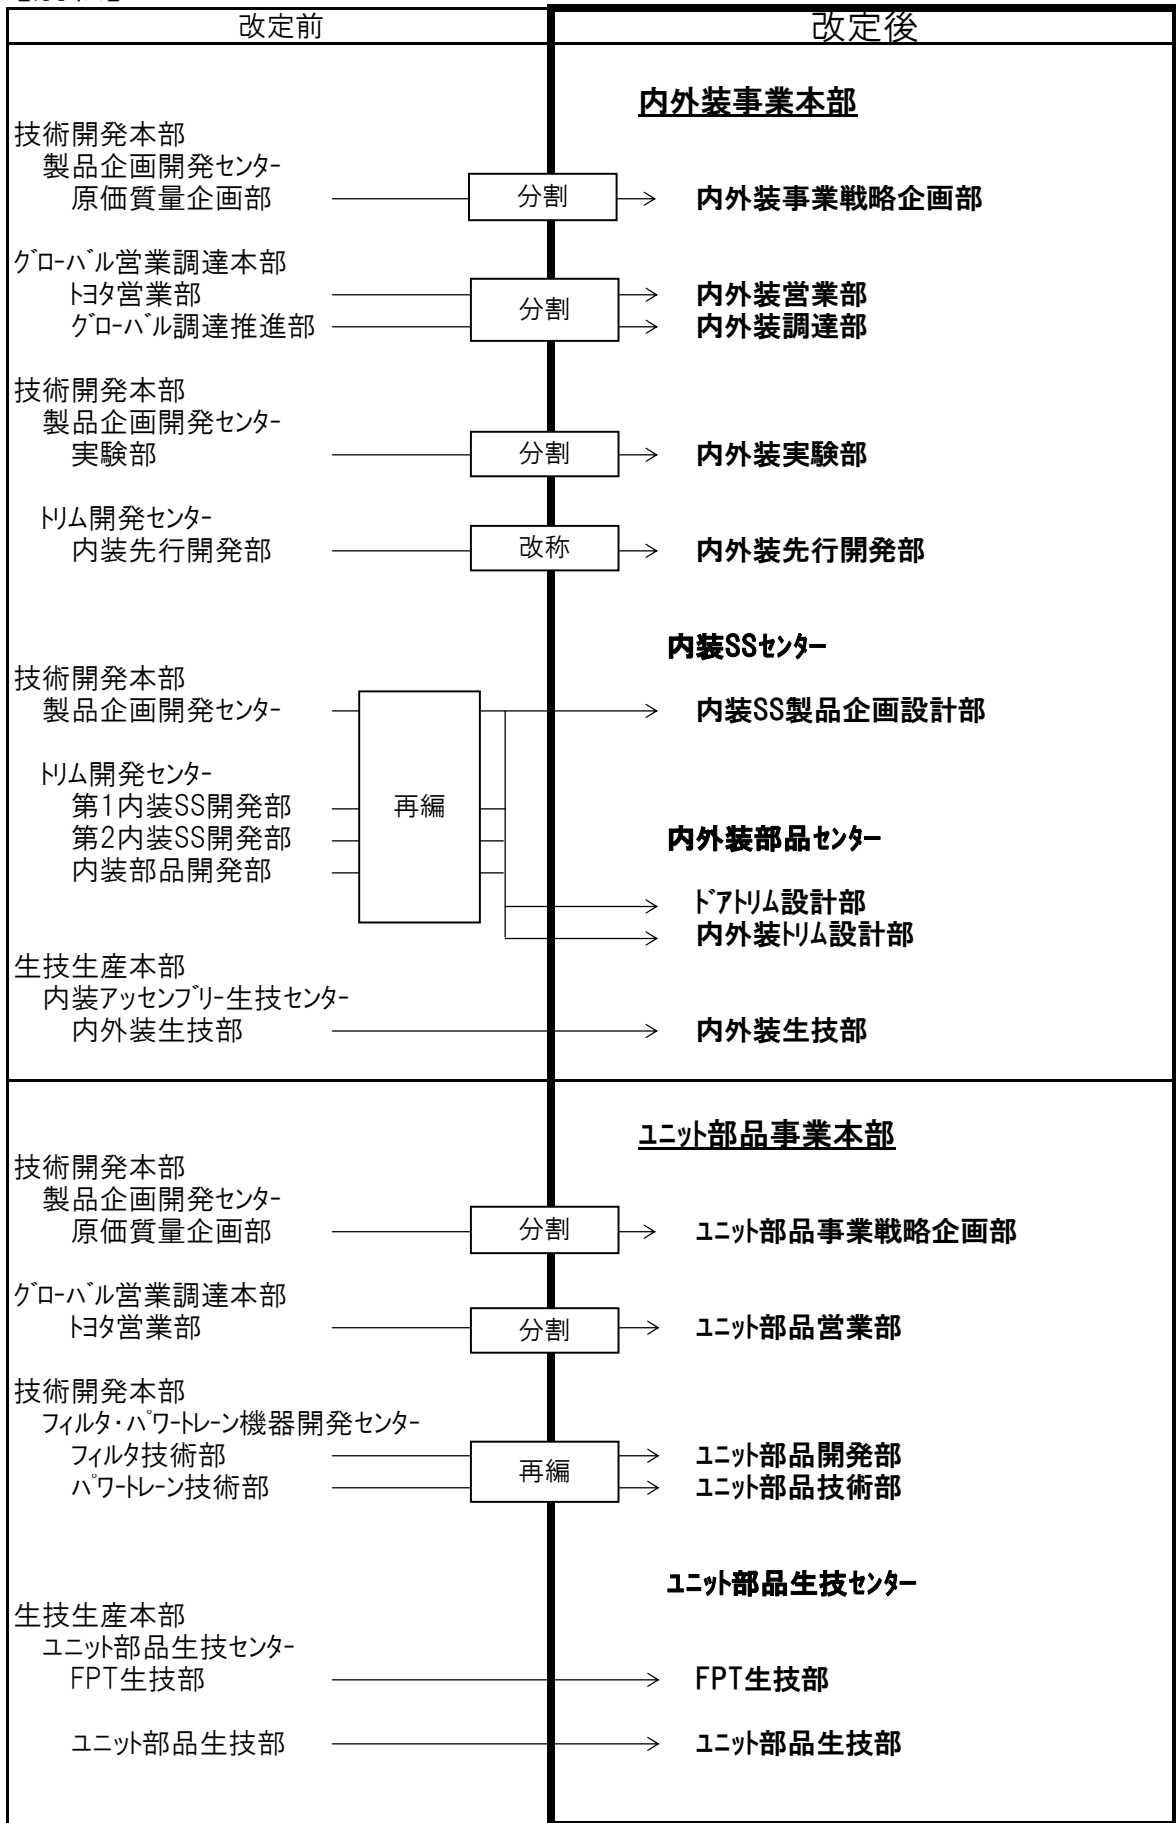 改定前 改定後
内外装事業本部
技術開発本部
製品企画開発ｾﾝﾀｰ
原価質量企画部 分割 内外装事業戦略企画部
ｸﾞﾛｰﾊﾞﾙ営業調達本部
ﾄﾖﾀ営業部 分割 内外装営業部
ｸﾞﾛｰﾊﾞﾙ調達推進部 内外装調達部
技術開発本部
製品企画開発ｾﾝﾀｰ
実験部 分割 内外装実験部
ﾄﾘﾑ開発ｾﾝﾀｰ
内装先行開発部 改称 内外装先行開発部
内装SSｾﾝﾀｰ
技術開発本部
製品企画開発ｾﾝﾀｰ 内装SS製品企画設計部
ﾄﾘﾑ開発ｾﾝﾀｰ
第1内装SS開発部 再編
第2内装SS開発部 内外装部品ｾﾝﾀｰ
内装部品開発部
ﾄﾞｱﾄﾘﾑ設計部
内外装ﾄﾘﾑ設計部
生技生産本部
内装ｱｯｾﾝﾌﾞﾘｰ生技ｾﾝﾀｰ
内外装生技部 内外装生技部
ﾕﾆｯﾄ部品事業本部
技術開発本部
製品企画開発ｾﾝﾀｰ
原価質量企画部 分割 ﾕﾆｯﾄ部品事業戦略企画部
ｸﾞﾛｰﾊﾞﾙ営業調達本部
ﾄﾖﾀ営業部 分割 ﾕﾆｯﾄ部品営業部
技術開発本部
ﾌｨﾙﾀ・ﾊﾟﾜｰﾄﾚｰﾝ機器開発ｾﾝﾀｰ
ﾌｨﾙﾀ技術部 再編 ﾕﾆｯﾄ部品開発部
ﾊﾟﾜｰﾄﾚｰﾝ技術部 ﾕﾆｯﾄ部品技術部
ﾕﾆｯﾄ部品生技ｾﾝﾀｰ
生技生産本部
ﾕﾆｯﾄ部品生技ｾﾝﾀｰ
FPT生技部 FPT生技部
ﾕﾆｯﾄ部品生技部 ﾕﾆｯﾄ部品生技部